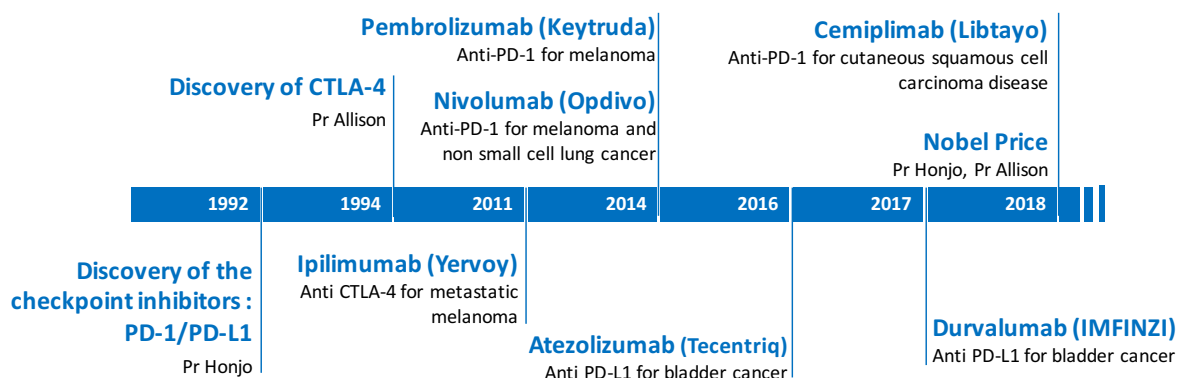 Pembrolizumab (Keytruda)
Anti-PD-1 for melanoma
Cemiplimab (Libtayo)
Anti-PD-1 for cutaneous squamous cell
carcinoma disease
Discovery of CTLA-4
Pr Allison
Nivolumab (Opdivo)
Anti-PD-1 for melanoma and
non small cell lung cancer
Nobel Price
Pr Honjo, Pr Allison
1992 1994 2011 2014 2016 2017 2018
Discovery of the
checkpoint inhibitors :
PD-1/PD-L1
Pr Honjo
Ipilimumab (Yervoy)
Anti CTLA-4 for metastatic
melanoma
Atezolizumab (Tecentriq)
Anti PD-L1 for bladder cancer
Durvalumab (IMFINZI)
Anti PD-L1 for bladder cancer